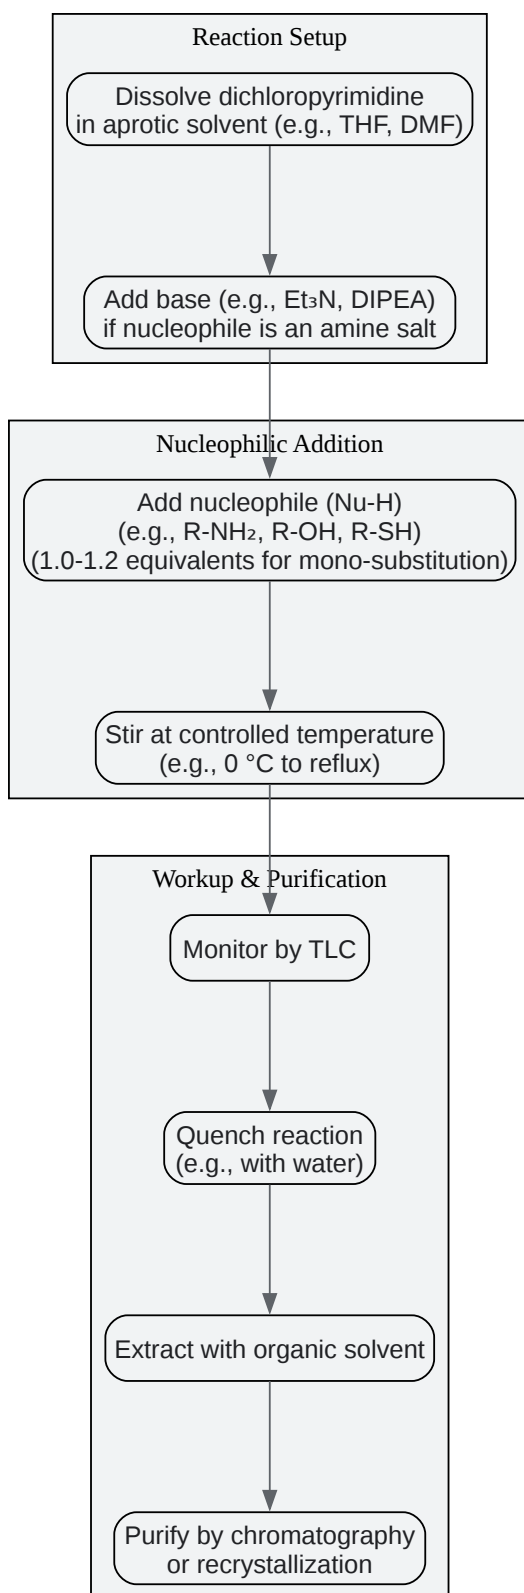 Reaction Setup
Dissolve dichloropyrimidine
in aprotic solvent (e.g., THF, DMF)
Add base (e.g., Et₃N, DIPEA)
if nucleophile is an amine salt
Nucleophilic Addition
Add nucleophile (Nu-H)
(e.g., R-NH₂, R-OH, R-SH)
(1.0-1.2 equivalents for mono-substitution)
Stir at controlled temperature
(e.g., 0 °C to reflux)
Workup & Purification
Monitor by TLC
Quench reaction
(e.g., with water)
Extract with organic solvent
Purify by chromatography
or recrystallization